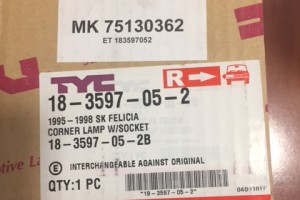 MK 75130362
ET 183597052
TYC
R
18-3597-05-2
1995-1998 SK FELICIA
CORNER LAMP W/SOCKET
18-3597-05-2B
E INTERCHANGEABLE AGAINST ORIGINAL
QTY:1 PC
"18-3597-05-2"